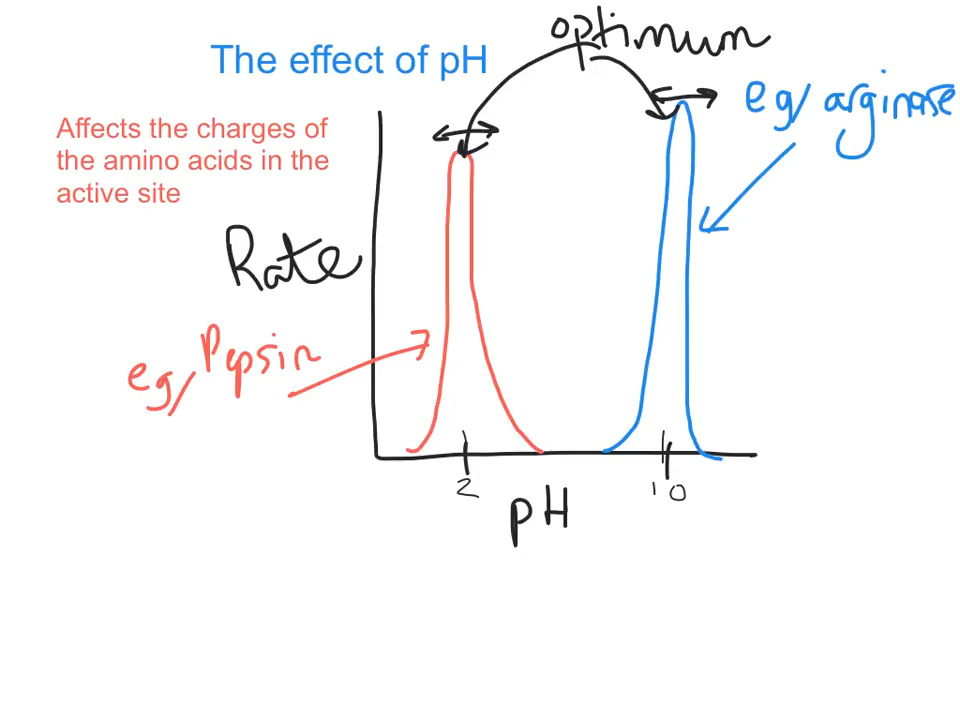 optimum
The effect of pH
eg/ arginase
Affects the charges of
the amino acids in the
active site
Rate
eg/ Pepsin
2
10
pH